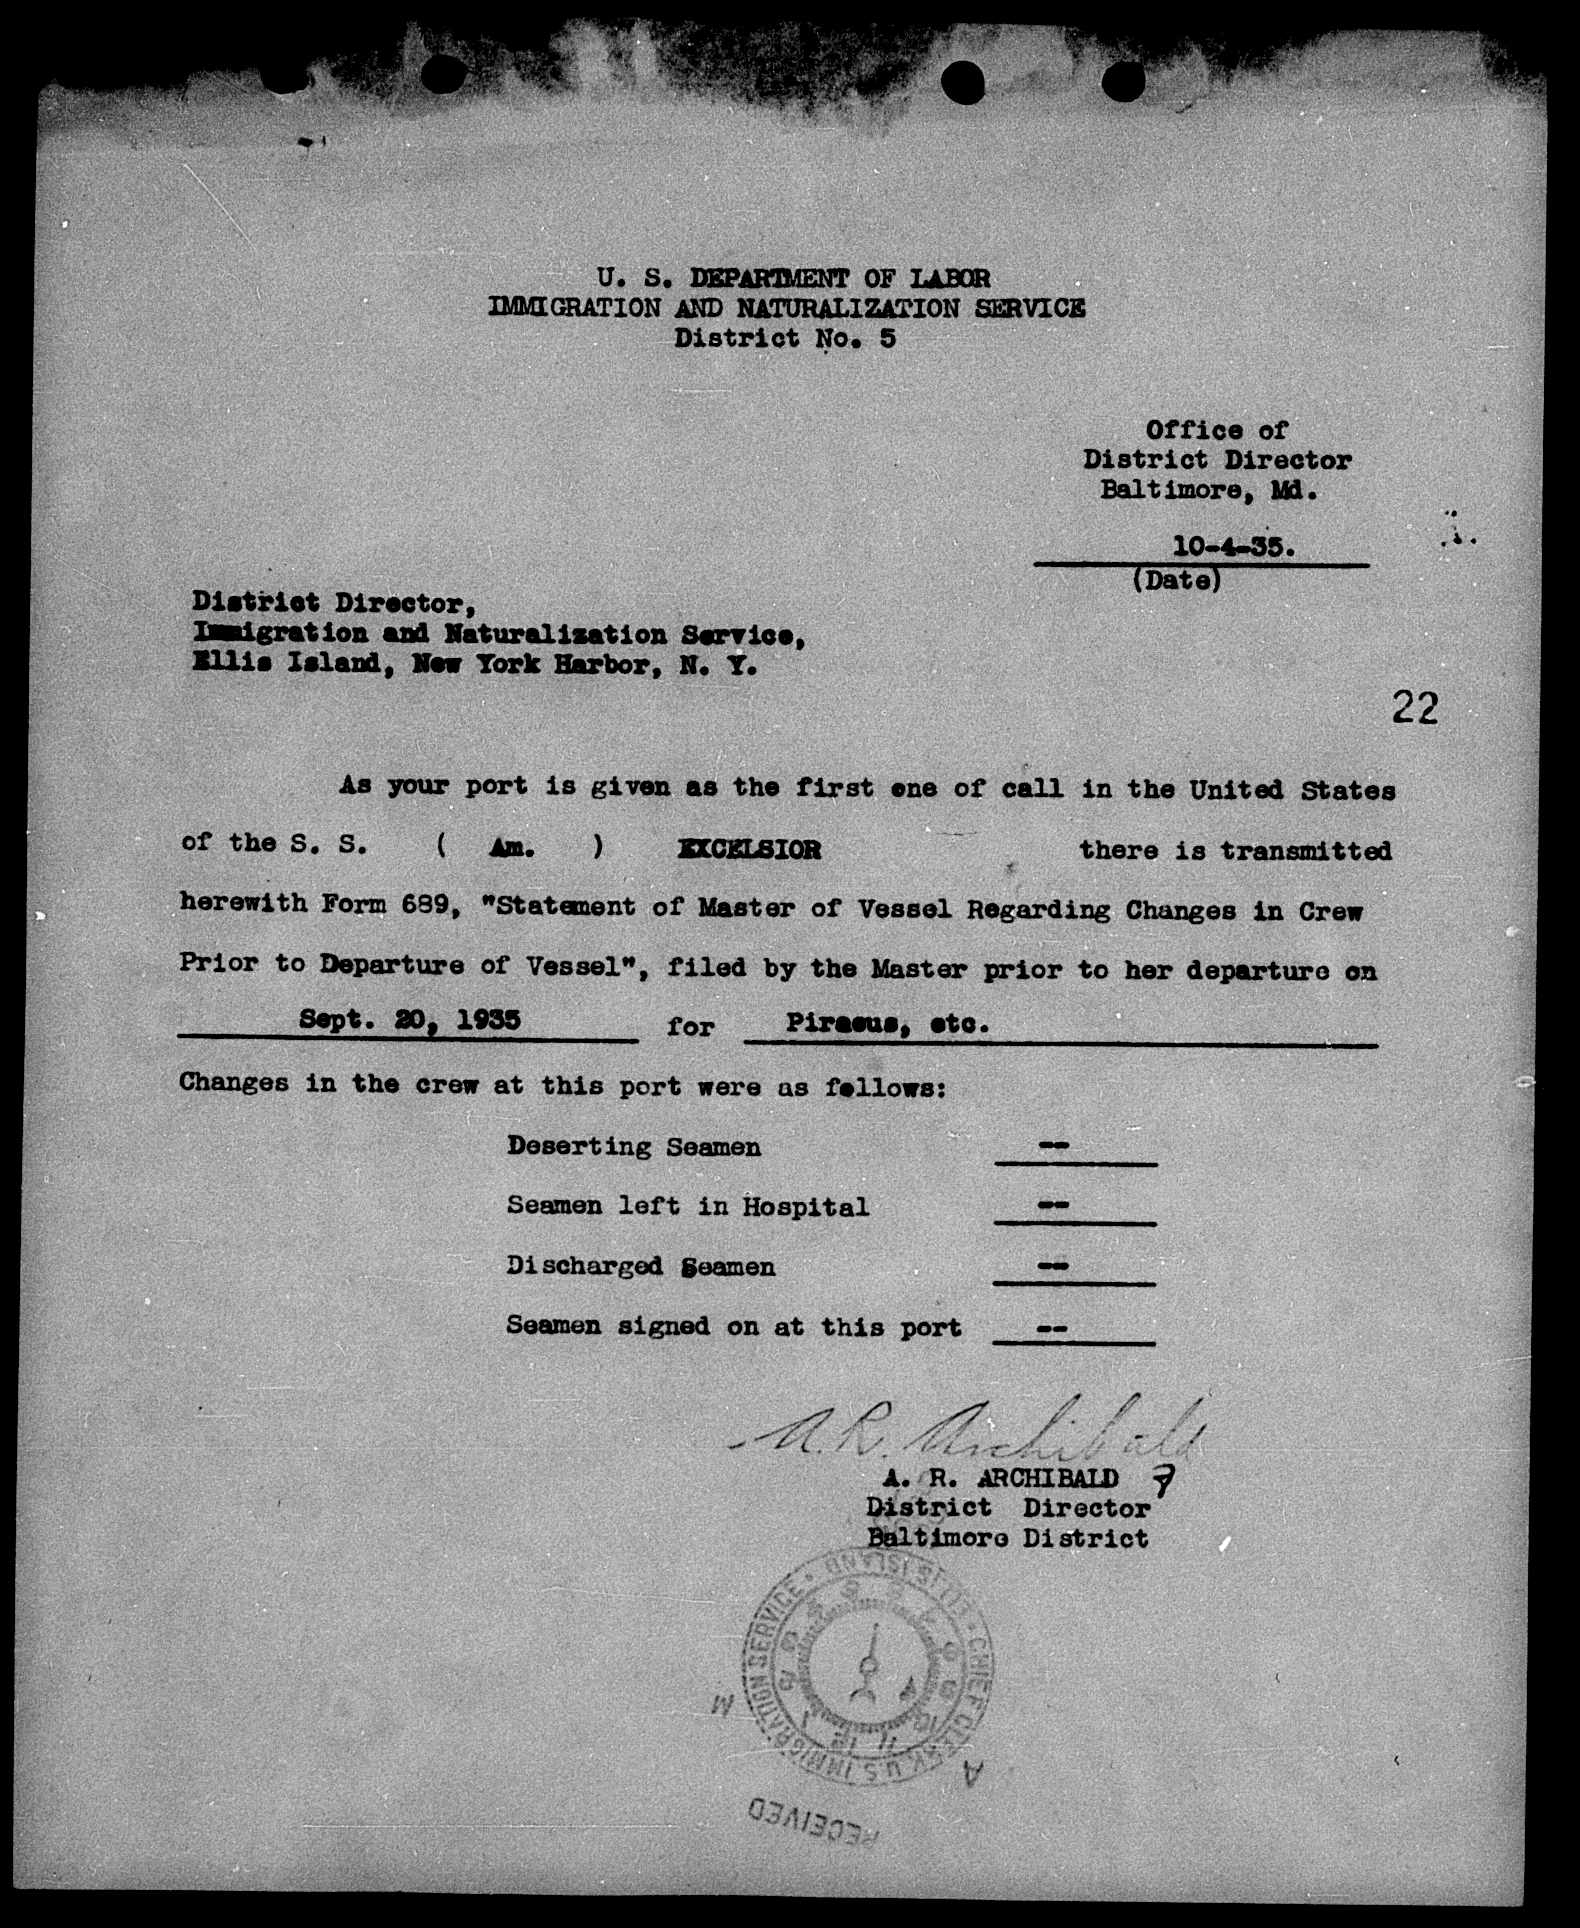 U. S. DEPARTMENT OF LABOR
IMMIGRATION AND NATURALIZATION SERVICE
District No. 5
Office of
District Director
Baltimore, Md.
10-4-35.
(Date)
District Director,
Immigration and Naturalization Service,
Ellis Island, New York Harbor, N. Y.
22
As your port is given as the first one of call in the United States
of the S. S. ( Am. ) EXCELSIOR there is transmitted
herewith Form 689, "Statement of Master of Vessel Regarding Changes in Crew
Prior to Departure of Vessel", filed by the Master prior to her departure on
Sept. 20, 1935 for Piraeus, etc.
Changes in the crew at this port were as follows:
Deserting Seamen --
Seamen left in Hospital --
Discharged Seamen --
Seamen signed on at this port --
A. R. Archibald
A. R. ARCHIBALD
District Director
Baltimore District
CHIEF CLERK, U.S. IMMIGRATION SERVICE · ELLIS ISLAND ·
A M
RECEIVED